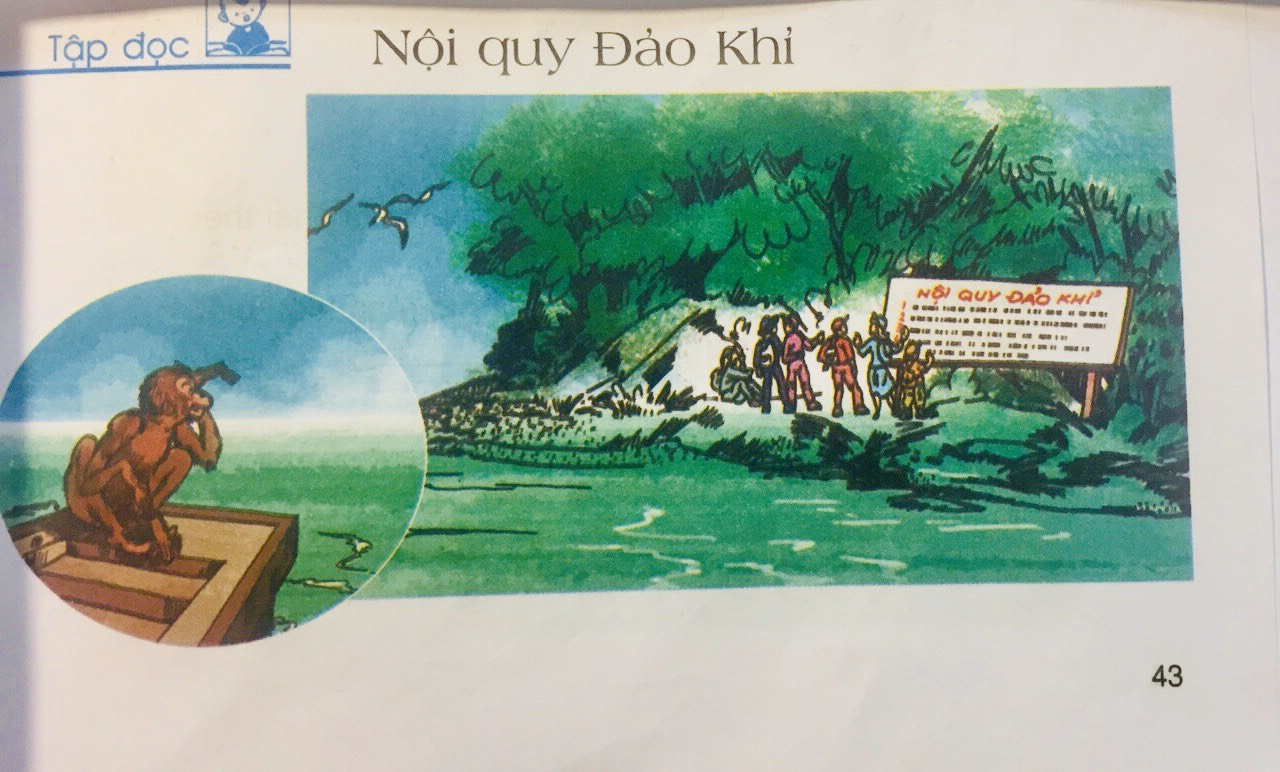 Tập đọc
Nội quy Đảo Khỉ
NỘI QUY ĐẢO KHỈ
43